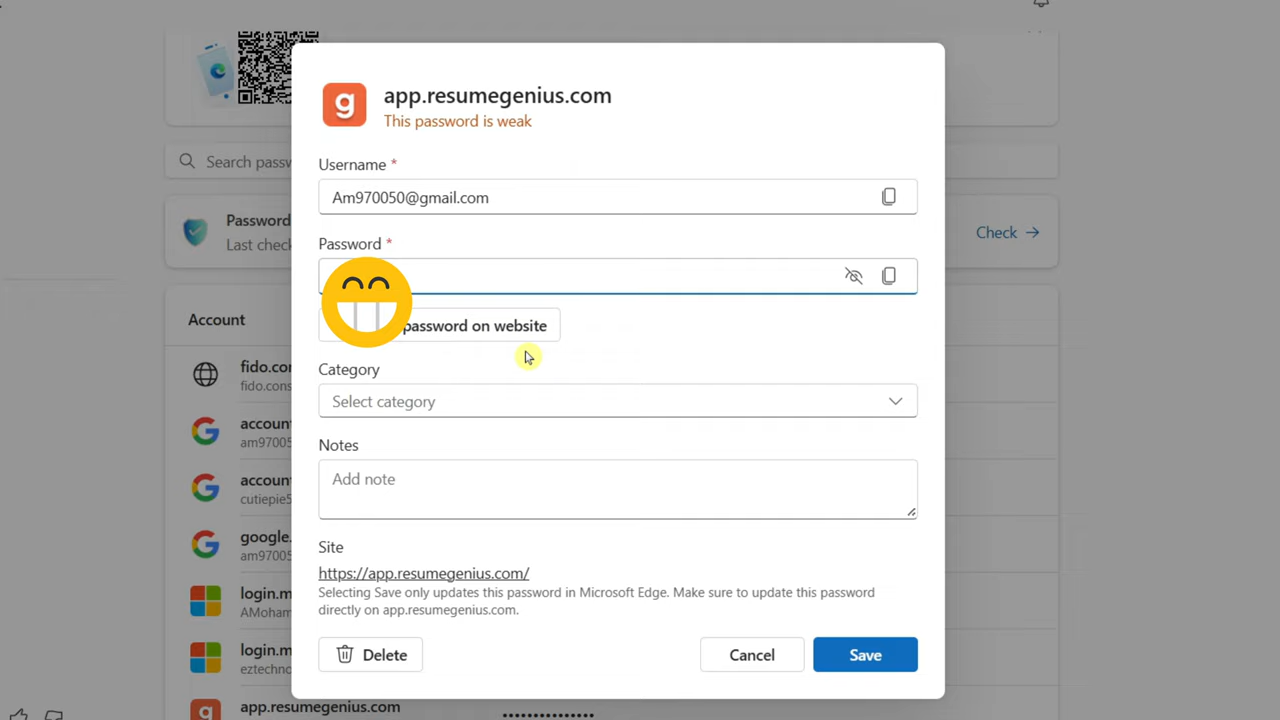 app.resumegenius.com
This password is weak
Username *
Am970050@gmail.com
Password *
password on website
Category
Select category
Notes
Add note
Site
https://app.resumegenius.com/
Selecting Save only updates this password in Microsoft Edge. Make sure to update this password
directly on app.resumegenius.com.
Delete
Cancel
Save
Search passw
Password
Last check
Check
Account
fido.co
fido.cons
accoun
am97005
accoun
cutiepie5
google.
am97005
login.m
AMoham
login.m
eztechno
app.resumegenius.com
g
g